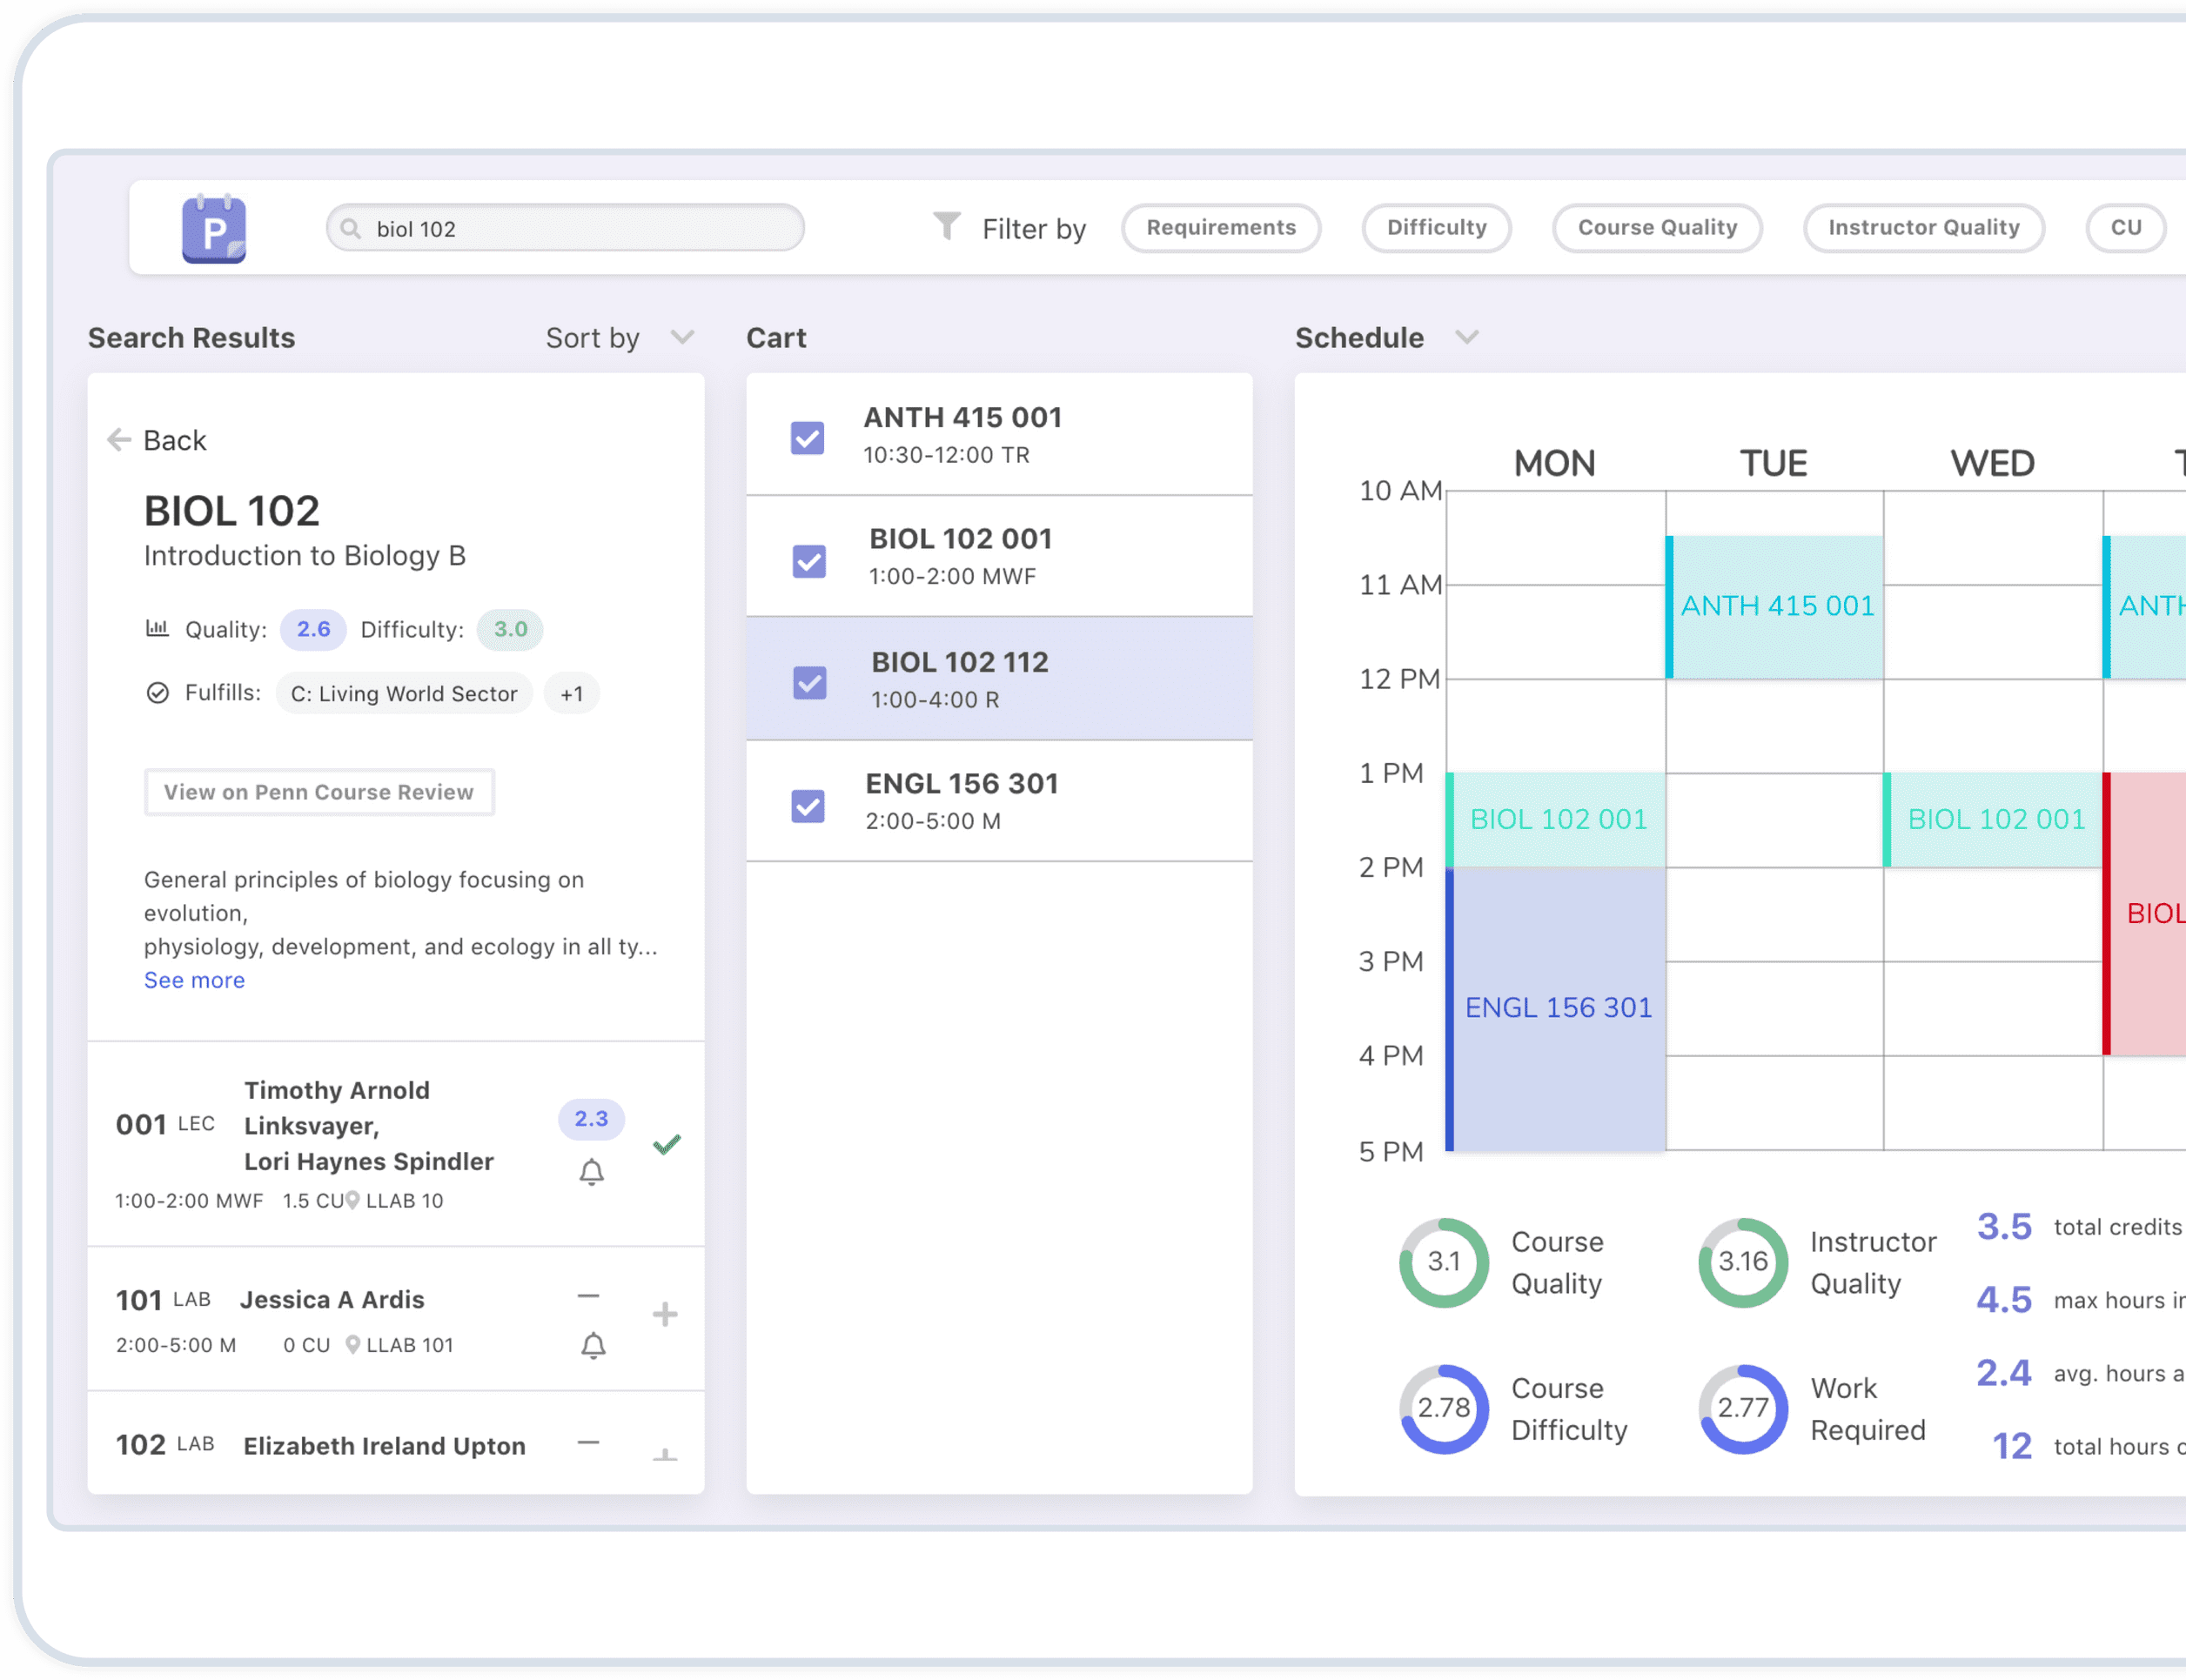 P
biol 102
Filter by
Requirements
Difficulty
Course Quality
Instructor Quality
CU
Search Results
Sort by
Back
BIOL 102
Introduction to Biology B
Quality: 2.6 Difficulty: 3.0
Fulfills: C: Living World Sector +1
View on Penn Course Review
General principles of biology focusing on
evolution,
physiology, development, and ecology in all ty...
See more
001 LEC
Timothy Arnold
Linksvayer,
Lori Haynes Spindler
2.3
1:00-2:00 MWF 1.5 CU LLAB 10
101 LAB Jessica A Ardis
2:00-5:00 M 0 CU LLAB 101
102 LAB Elizabeth Ireland Upton
Cart
ANTH 415 001
10:30-12:00 TR
BIOL 102 001
1:00-2:00 MWF
BIOL 102 112
1:00-4:00 R
ENGL 156 301
2:00-5:00 M
Schedule
MON TUE WED
10 AM
11 AM
12 PM
1 PM
2 PM
3 PM
4 PM
5 PM
ANTH 415 001
ANTH
BIOL 102 001
BIOL 102 001
BIOL
ENGL 156 301
3.1 Course
Quality
3.16 Instructor
Quality
2.78 Course
Difficulty
2.77 Work
Required
3.5 total credits
4.5 max hours
2.4 avg. hours
12 total hours